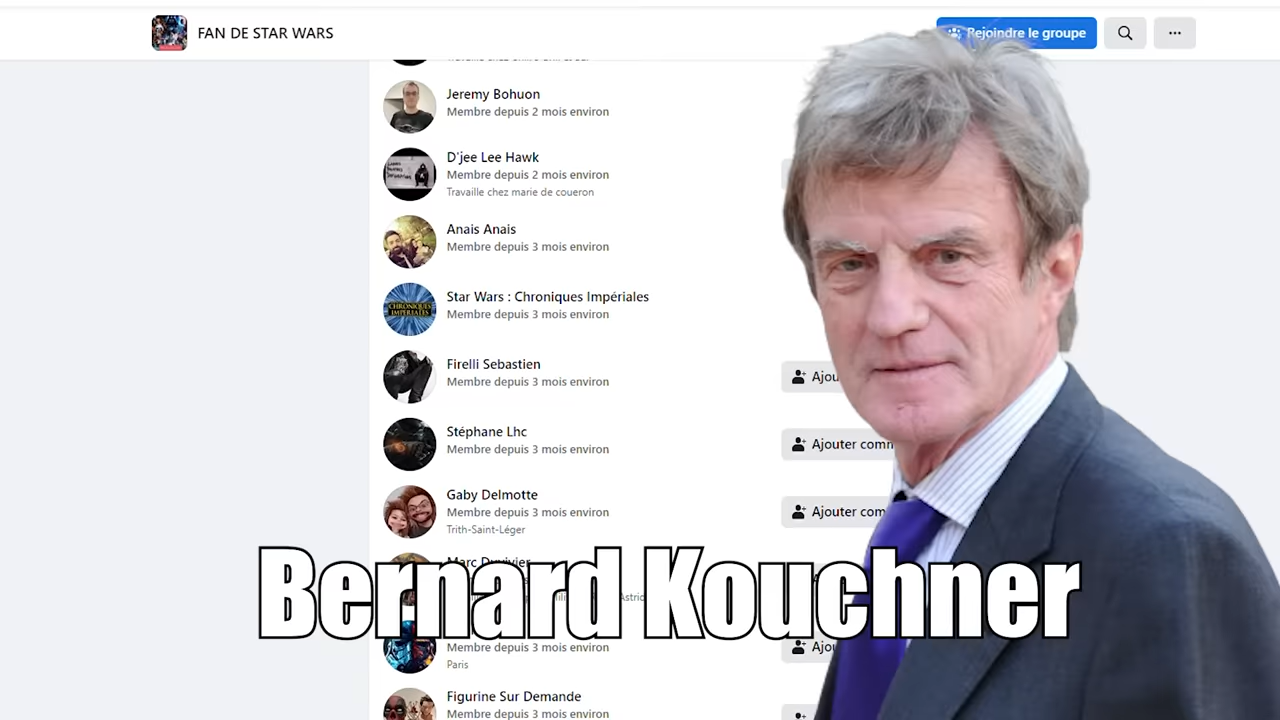 FAN DE STAR WARS
Rejoindre le groupe
Jeremy Bohuon
Membre depuis 2 mois environ
D'jee Lee Hawk
Membre depuis 2 mois environ
Travaille chez marie de coueron
Anais Anais
Membre depuis 3 mois environ
Star Wars : Chroniques Impériales
Membre depuis 3 mois environ
Firelli Sebastien
Membre depuis 3 mois environ
Ajou
Stéphane Lhc
Membre depuis 3 mois environ
Ajouter comm
Gaby Delmotte
Membre depuis 3 mois environ
Ajouter com
Trith-Saint-Léger
Marc Duvivier
Bernard Kouchner
Membre depuis 3 mois environ
Ajou
Paris
Figurine Sur Demande
Membre depuis 3 mois environ